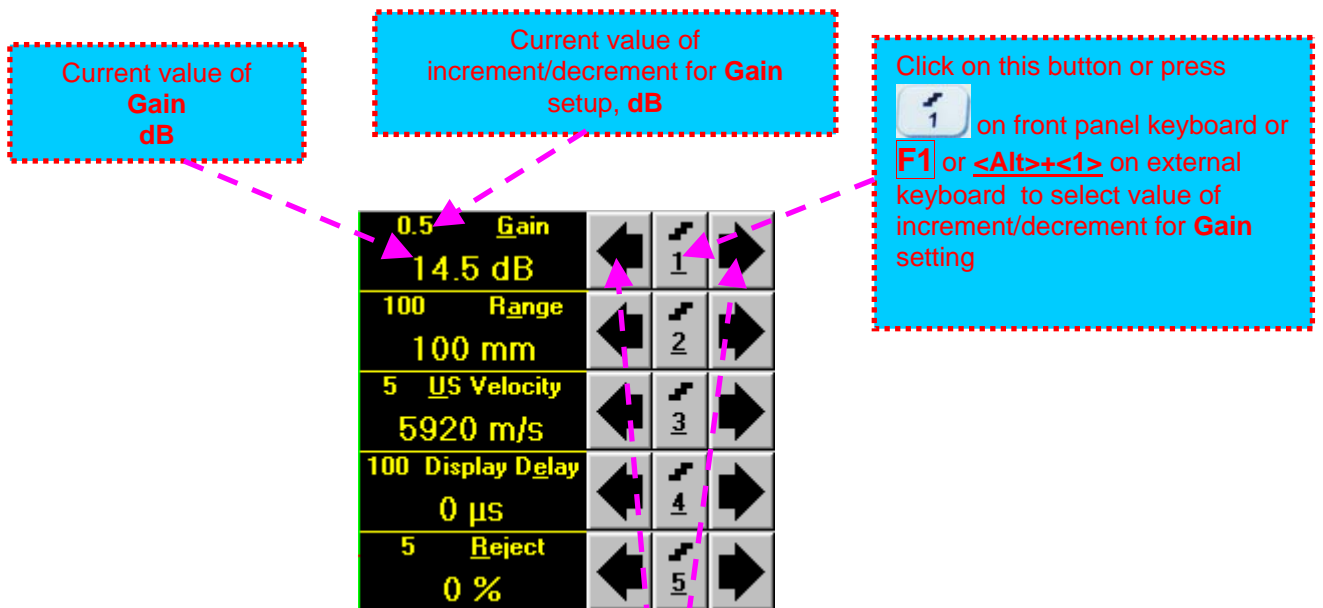 Current value of
Gain
dB
Current value of
increment/decrement for Gain
setup, dB
Click on this button or press
1 on front panel keyboard or
F1 or <Alt>+<1> on external
keyboard to select value of
increment/decrement for Gain
setting
0.5 Gain
14.5 dB
1
100 Range
100 mm
2
5 US Velocity
5920 m/s
3
100 Display Delay
0 µs
4
5 Reject
0 %
5